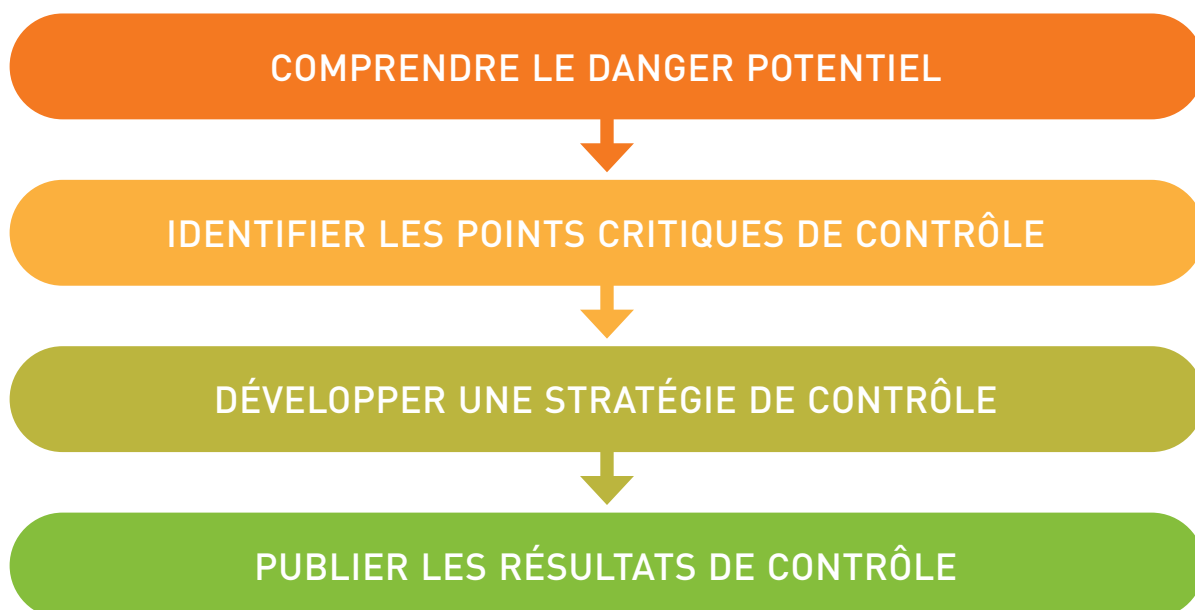 COMPRENDRE LE DANGER POTENTIEL
IDENTIFIER LES POINTS CRITIQUES DE CONTRÔLE
DÉVELOPPER UNE STRATÉGIE DE CONTRÔLE
PUBLIER LES RÉSULTATS DE CONTRÔLE